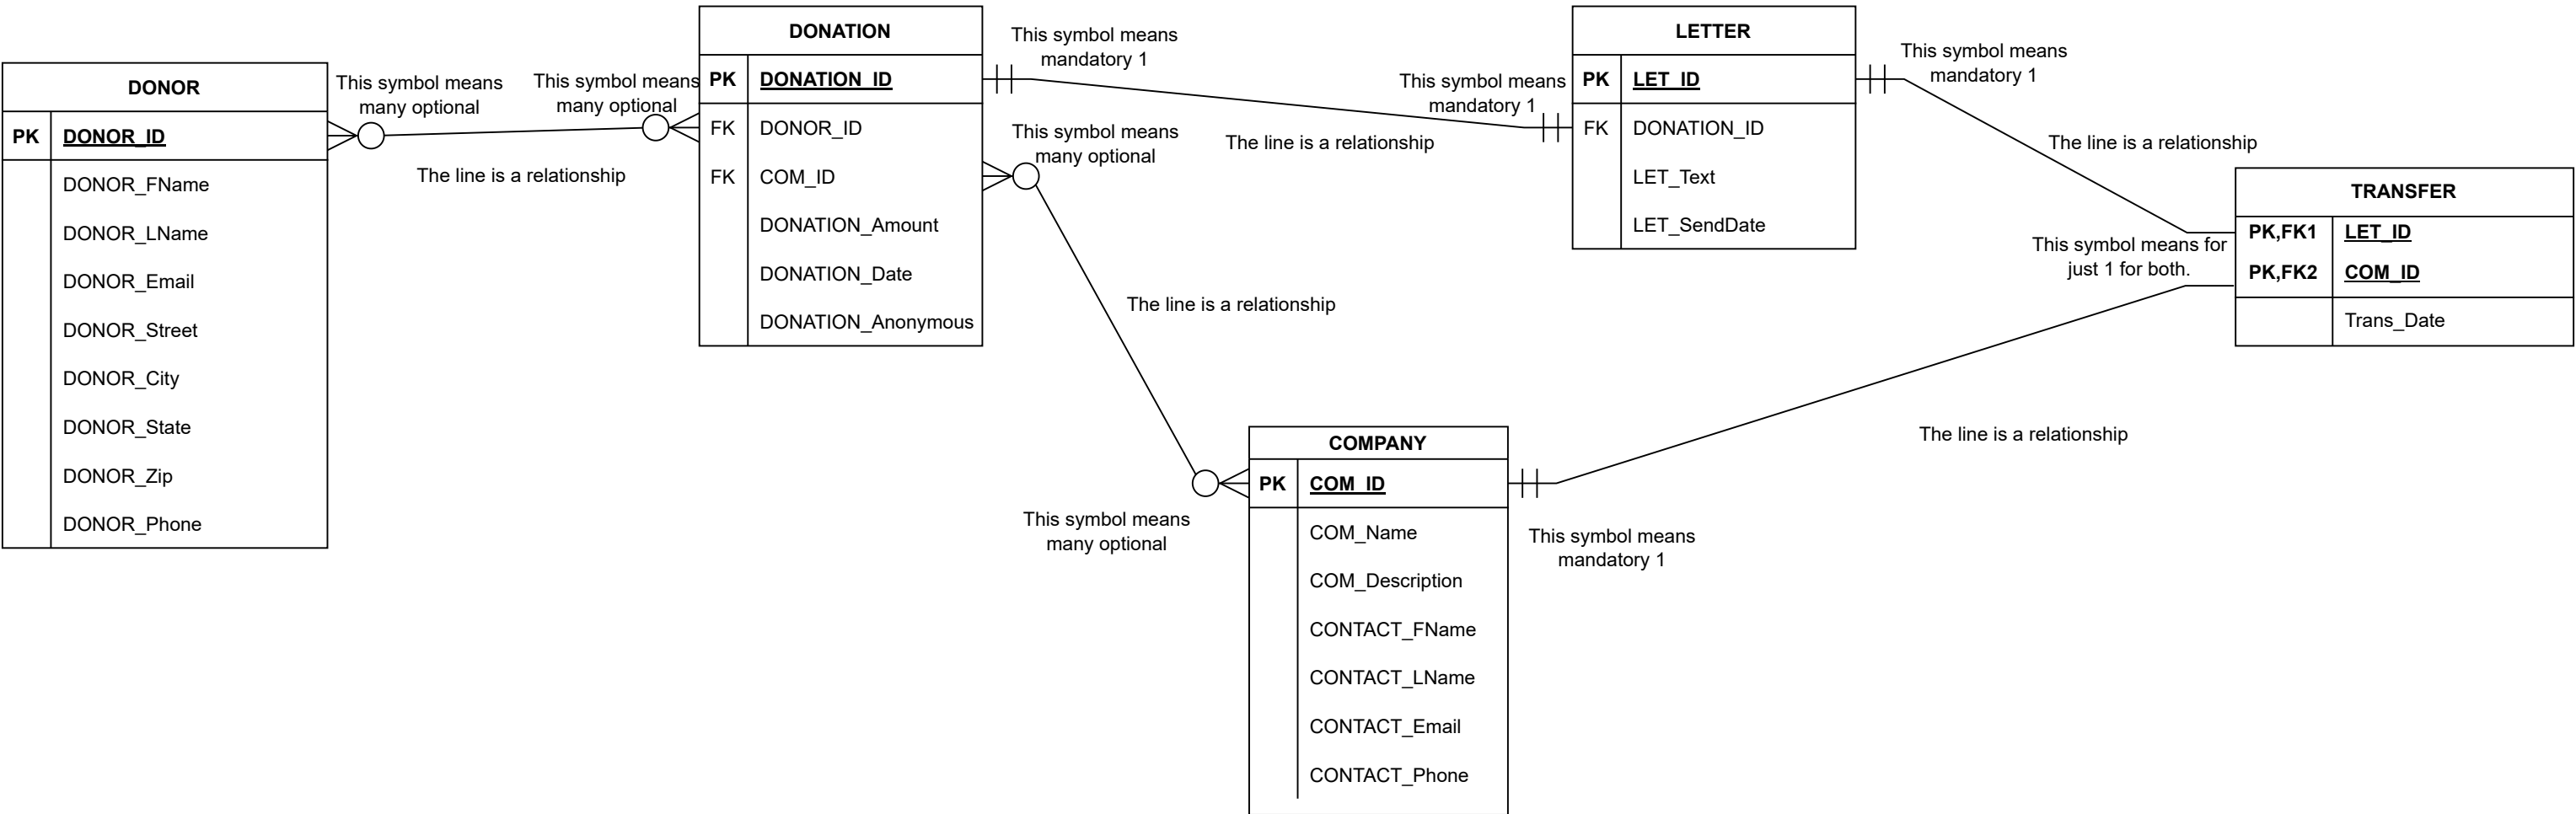 DONOR
PK DONOR_ID
DONOR_FName
DONOR_LName
DONOR_Email
DONOR_Street
DONOR_City
DONOR_State
DONOR_Zip
DONOR_Phone
This symbol means
many optional
The line is a relationship
This symbol means
many optional
DONATION
PK DONATION_ID
FK DONOR_ID
FK COM_ID
DONATION_Amount
DONATION_Date
DONATION_Anonymous
This symbol means
mandatory 1
The line is a relationship
This symbol means
mandatory 1
This symbol means
many optional
The line is a relationship
This symbol means
many optional
LETTER
PK LET_ID
FK DONATION_ID
LET_Text
LET_SendDate
This symbol means
mandatory 1
The line is a relationship
This symbol means for
just 1 for both.
TRANSFER
PK,FK1 LET_ID
PK,FK2 COM_ID
Trans_Date
COMPANY
PK COM_ID
COM_Name
COM_Description
CONTACT_FName
CONTACT_LName
CONTACT_Email
CONTACT_Phone
This symbol means
mandatory 1
The line is a relationship